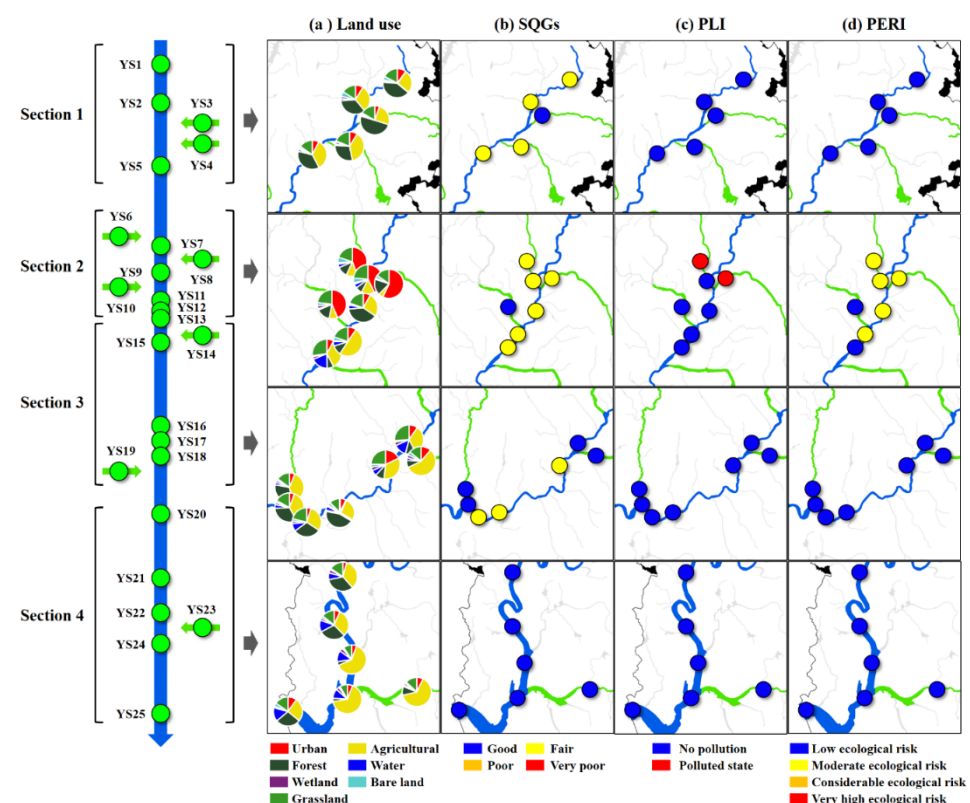 (a ) Land use
(b) SQGs
(c) PLI
(d) PERI
Section 1
YS1
YS2
YS3
YS4
YS5
Section 2
YS6
YS7
YS9
YS8
YS11
YS10
YS12
YS13
Section 3
YS15
YS14
YS16
YS17
YS18
YS19
Section 4
YS20
YS21
YS22
YS23
YS24
YS25
Urban
Agricultural
Forest
Water
Wetland
Bare land
Grassland
Good
Fair
Poor
Very poor
No pollution
Polluted state
Low ecological risk
Moderate ecological risk
Considerable ecological risk
Very high ecological risk